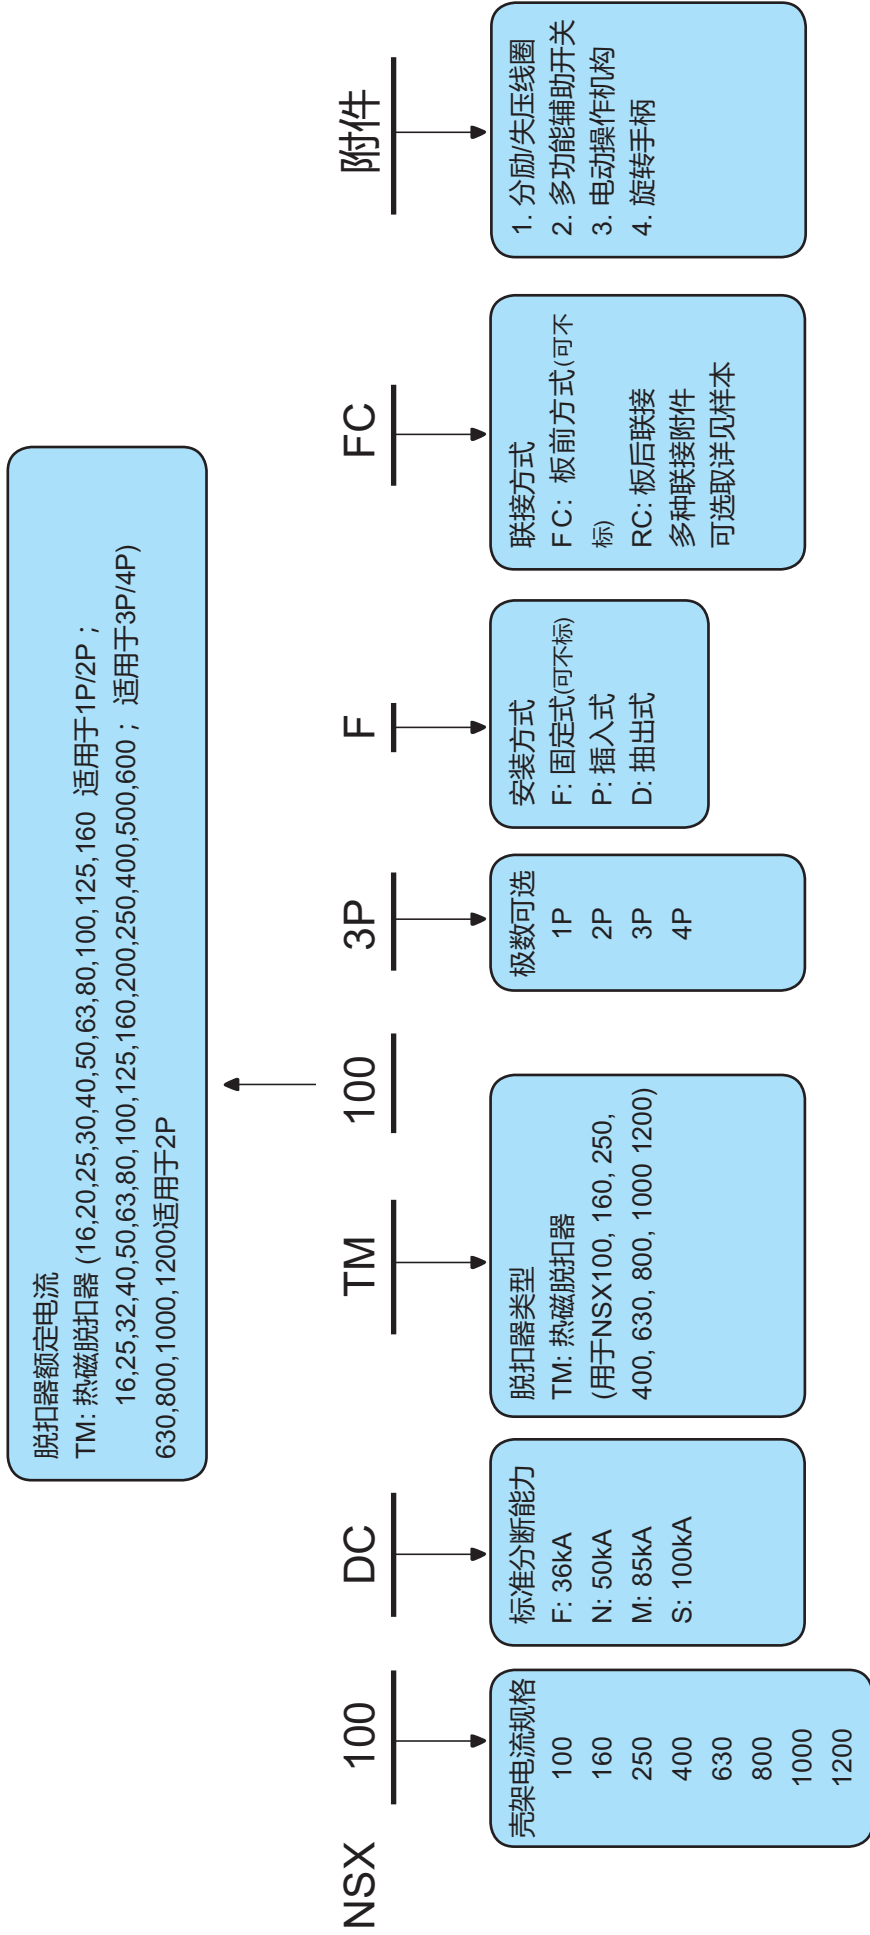 脱扣器额定电流
TM: 热磁脱扣器 (16,20,25,30,40,50,63,80,100,125,160 适用于1P/2P ;
16,25,32,40,50,63,80,100,125,160,200,250,400,500,600 ; 适用于3P/4P)
630,800,1000,1200适用于2P
NSX 100 DC TM 100 3P F FC 附件
壳架电流规格
100
160
250
400
630
800
1000
1200
标准分断能力
F: 36kA
N: 50kA
M: 85kA
S: 100kA
脱扣器类型
TM: 热磁脱扣器
(用于NSX100, 160, 250,
400, 630, 800, 1000 1200)
极数可选
1P
2P
3P
4P
安装方式
F: 固定式(可不标)
P: 插入式
D: 抽出式
联接方式
F C: 板前方式(可不
标)
RC: 板后联接
多种联接附件
可选取详见样本
1. 分励/失压线圈
2. 多功能辅助开关
3. 电动操作机构
4. 旋转手柄